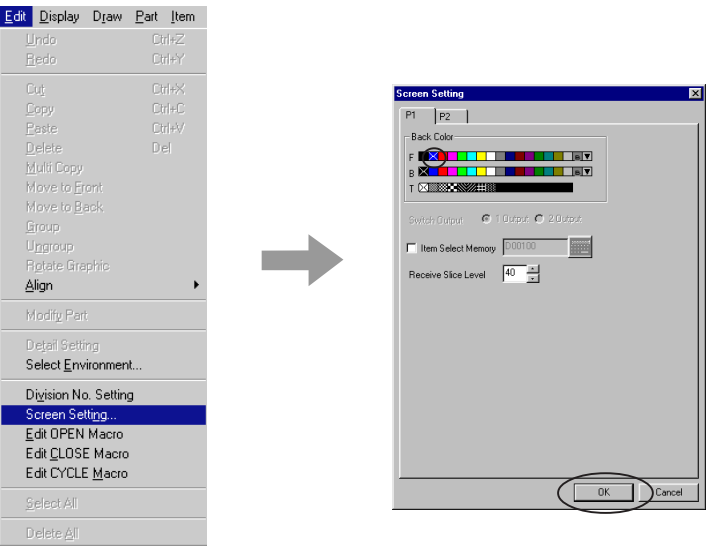 Edit Display Draw Part Item
Undo Ctrl+Z
Redo Ctrl+Y
Cut Ctrl+X
Copy Ctrl+C
Paste Ctrl+V
Delete Del
Multi Copy
Move to Front
Move to Back
Group
Ungroup
Rotate Graphic
Align
Modify Part
Detail Setting
Select Environment...
Division No. Setting
Screen Setting...
Edit OPEN Macro
Edit CLOSE Macro
Edit CYCLE Macro
Select All
Delete All
Screen Setting
P1 P2
Back Color
F
B
T
Switch Output 1 Output 2 Output
Item Select Memory D00100
Receive Slice Level 40
OK Cancel